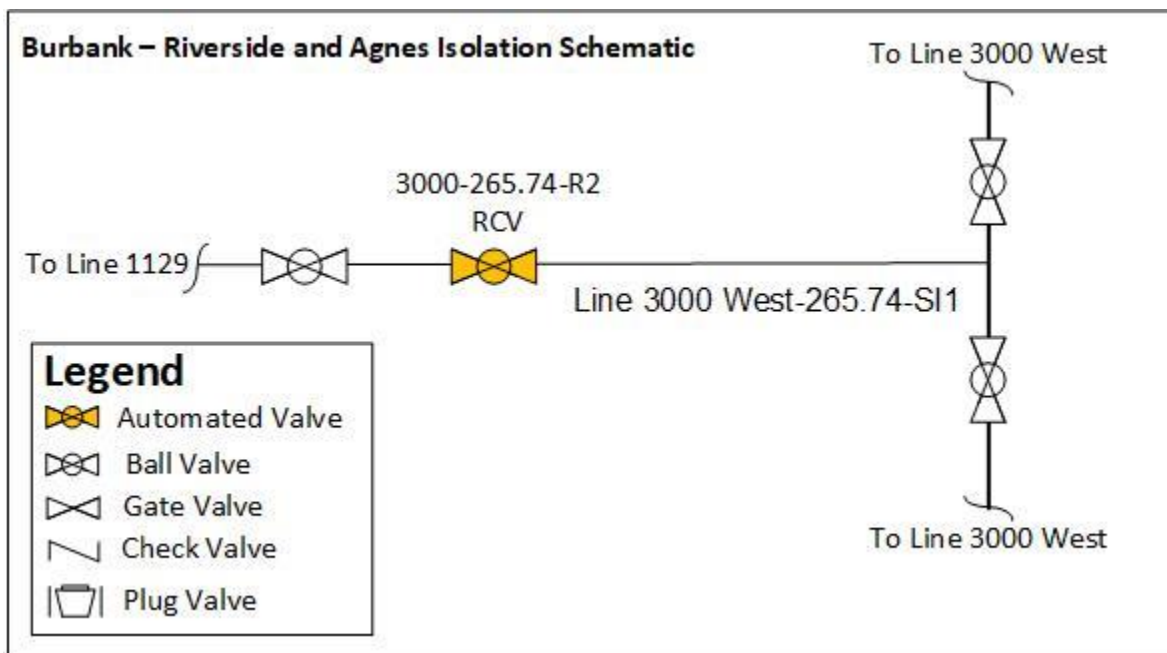 Burbank – Riverside and Agnes Isolation Schematic
To Line 3000 West
3000-265.74-R2
RCV
To Line 1129
Line 3000 West-265.74-SI1
Legend
Automated Valve
Ball Valve
Gate Valve
Check Valve
Plug Valve
To Line 3000 West